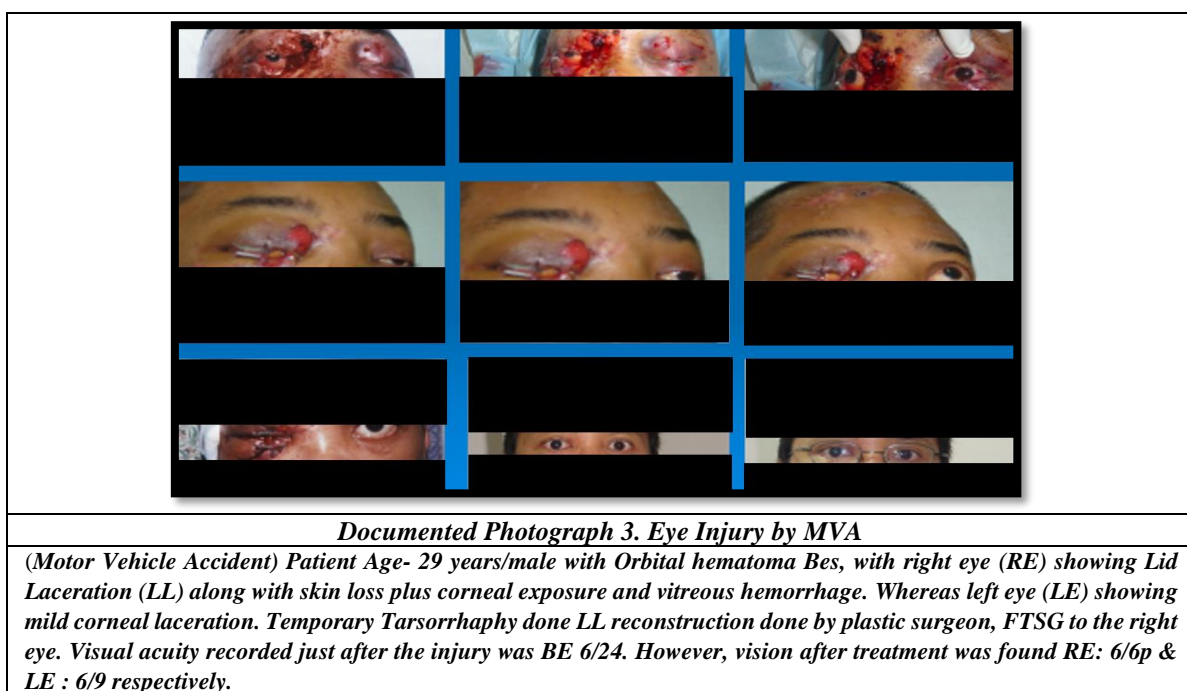 Documented Photograph 3. Eye Injury by MVA
(Motor Vehicle Accident) Patient Age- 29 years/male with Orbital hematoma Bes, with right eye (RE) showing Lid
Laceration (LL) along with skin loss plus corneal exposure and vitreous hemorrhage. Whereas left eye (LE) showing
mild corneal laceration. Temporary Tarsorrhaphy done LL reconstruction done by plastic surgeon, FTSG to the right
eye. Visual acuity recorded just after the injury was BE 6/24. However, vision after treatment was found RE: 6/6p &
LE : 6/9 respectively.